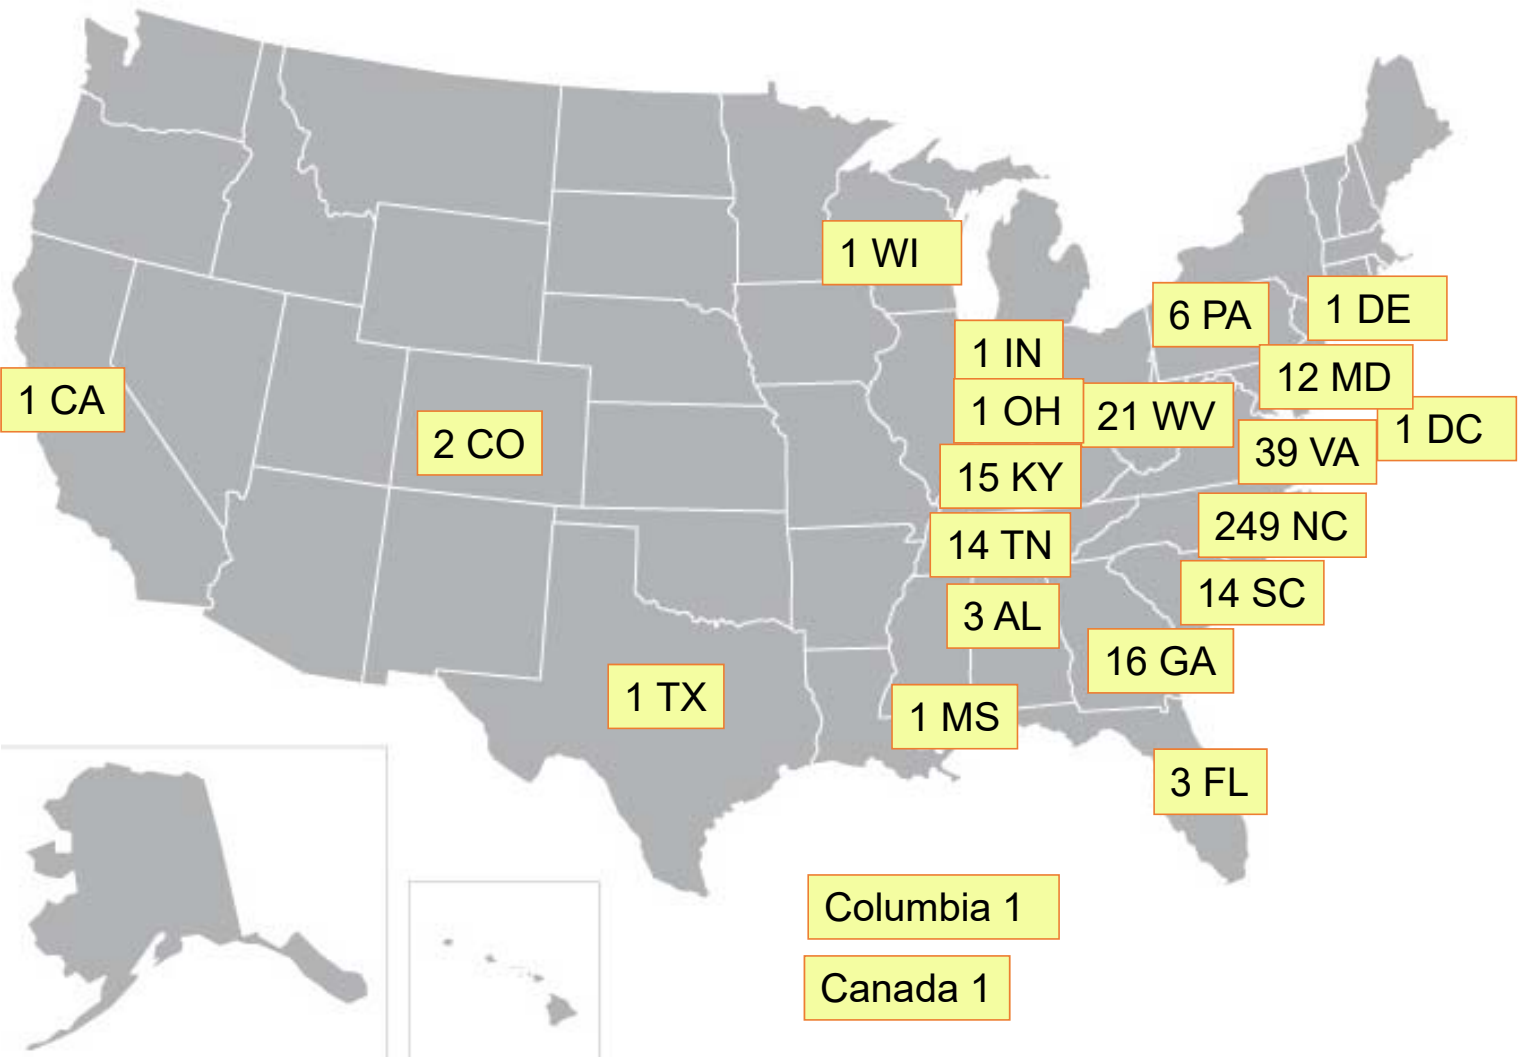 1 WI
6 PA
1 DE
1 IN
12 MD
1 CA
1 OH
21 WV
1 DC
2 CO
39 VA
15 KY
249 NC
14 TN
14 SC
3 AL
16 GA
1 TX
1 MS
3 FL
Columbia 1
Canada 1